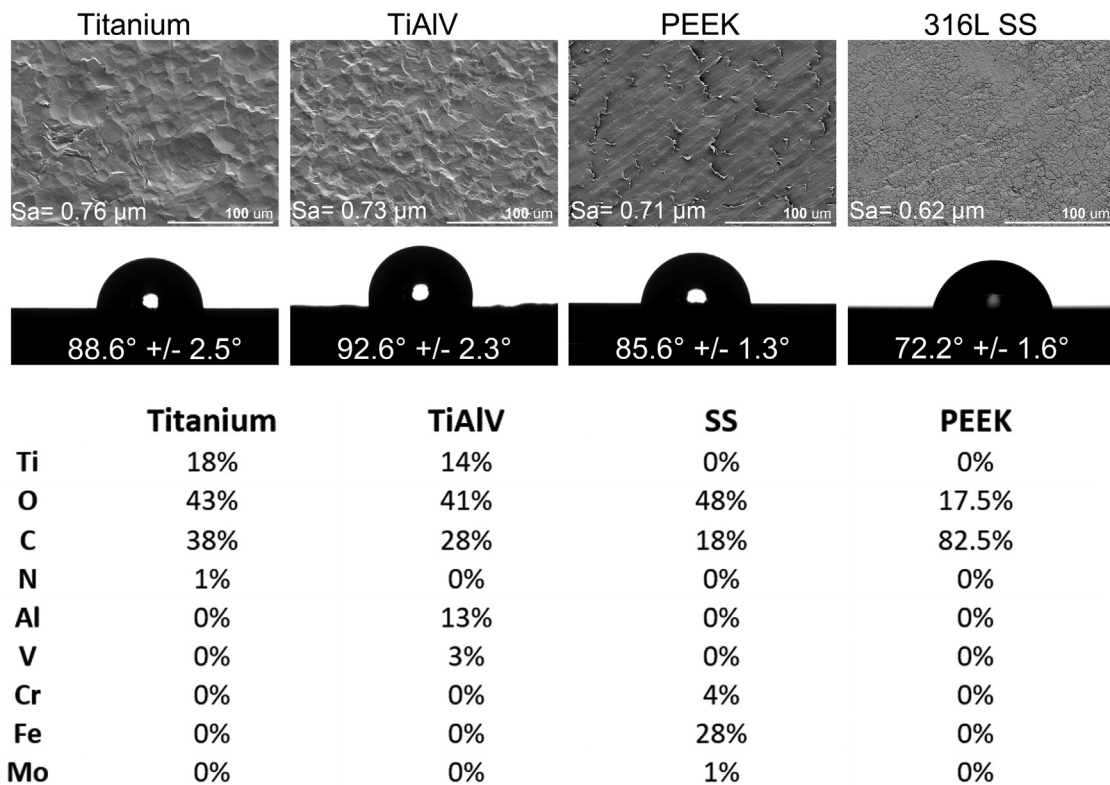 Titanium TiAlV PEEK 316L SS
Sa= 0.76 µm 100 um Sa= 0.73 µm 100 um Sa= 0.71 µm 100 um Sa= 0.62 µm 100 um
88.6° +/- 2.5° 92.6° +/- 2.3° 85.6° +/- 1.3° 72.2° +/- 1.6°
Titanium TiAlV SS PEEK
Ti 18% 14% 0% 0%
O 43% 41% 48% 17.5%
C 38% 28% 18% 82.5%
N 1% 0% 0% 0%
Al 0% 13% 0% 0%
V 0% 3% 0% 0%
Cr 0% 0% 4% 0%
Fe 0% 0% 28% 0%
Mo 0% 0% 1% 0%